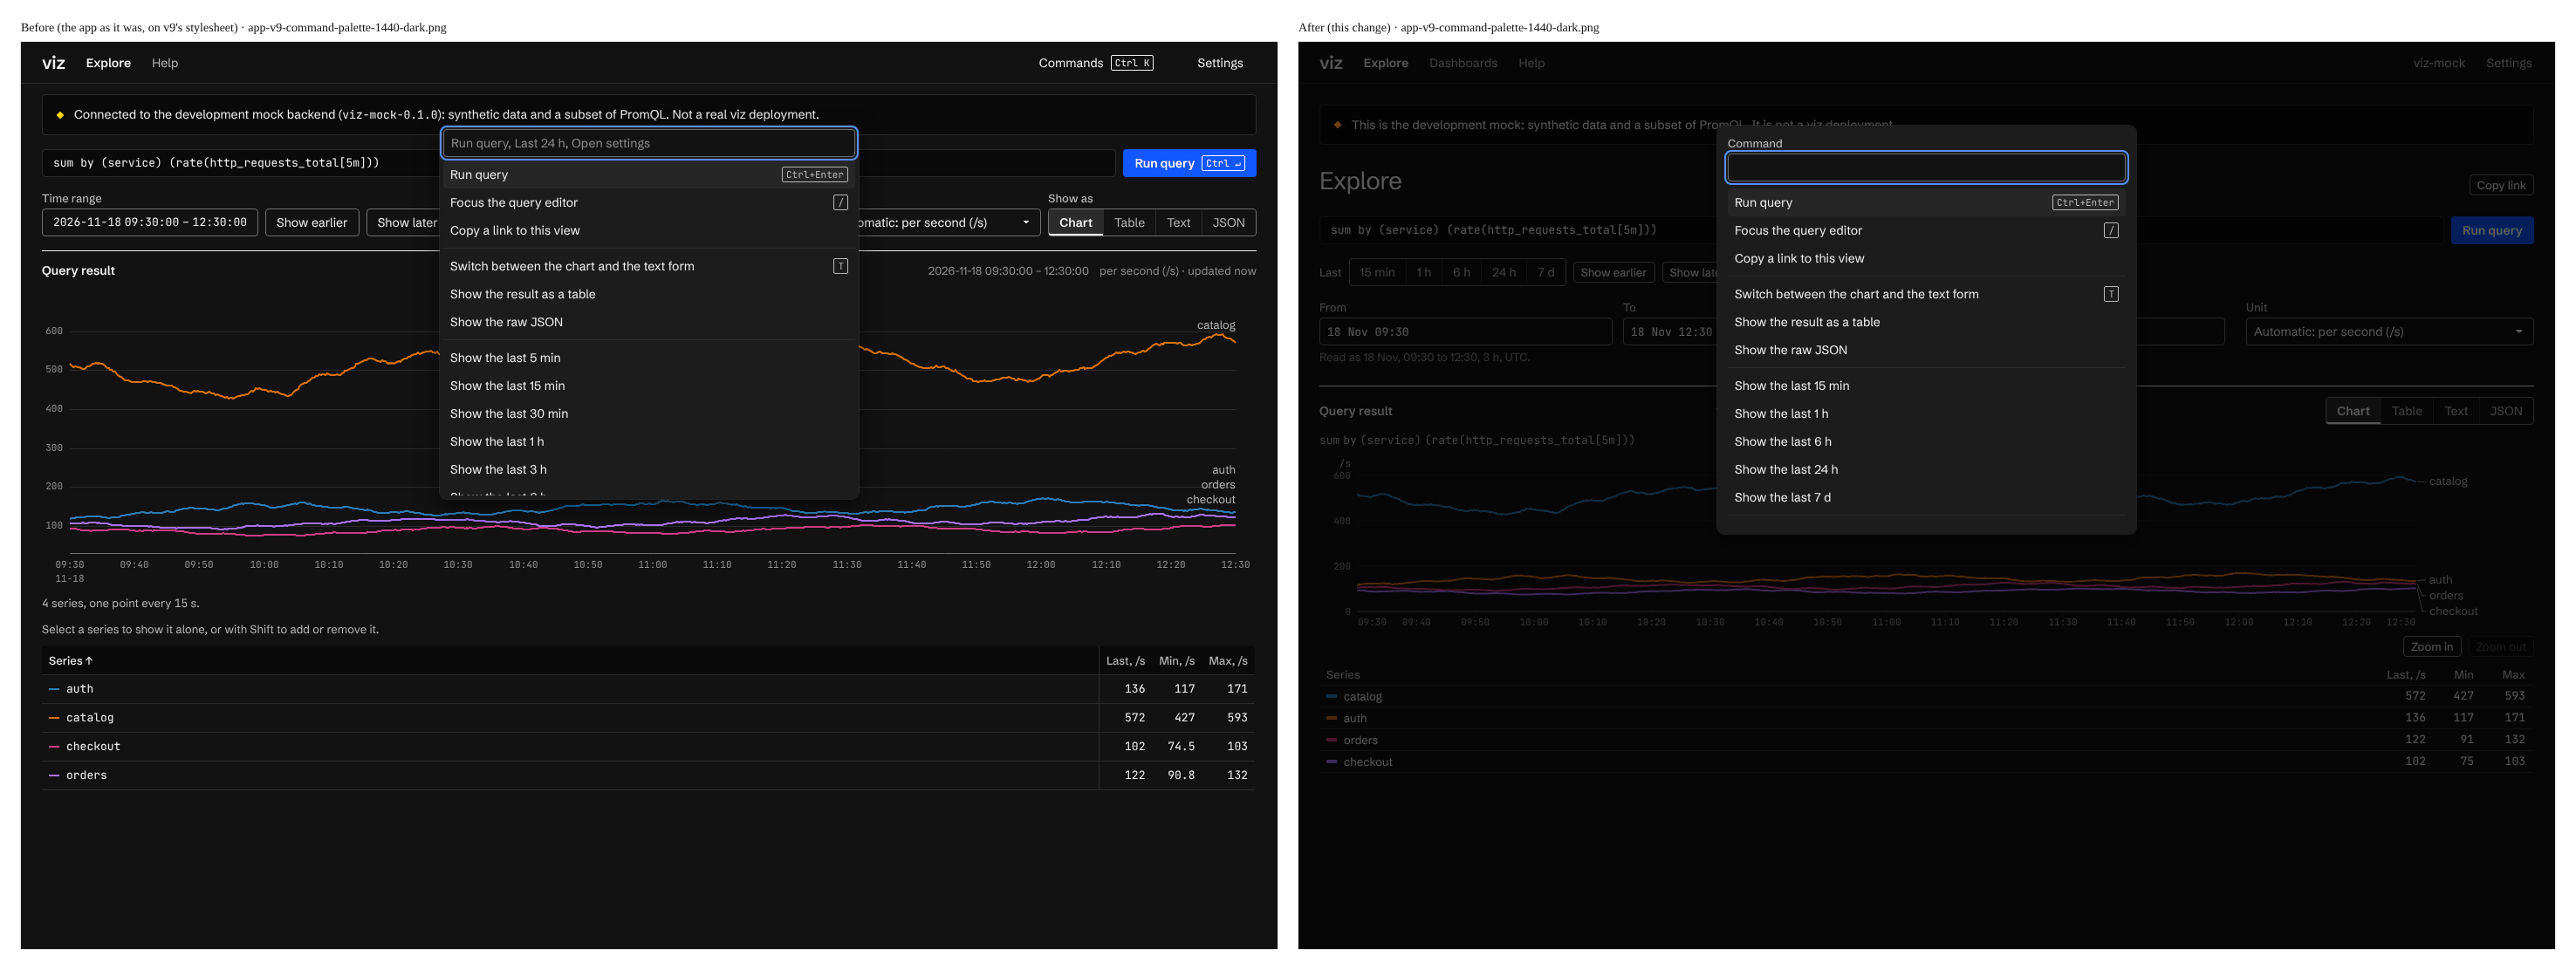 Before (the app as it was, on v9's stylesheet) · app-v9-command-palette-1440-dark.png
viz Explore Help Commands Ctrl K Settings
Connected to the development mock backend (viz-mock-0.1.0): synthetic data and a subset of PromQL. Not a real viz deployment.
sum by (service) (rate(http_requests_total[5m])) Run query Ctrl ↵
Time range Show as
2026-11-18 09:30:00 – 12:30:00 Show earlier Show later omatic: per second (/s) Chart Table Text JSON
Query result 2026-11-18 09:30:00 – 12:30:00 per second (/s) · updated now
Run query, Last 24 h, Open settings
Run query Ctrl+Enter
Focus the query editor /
Copy a link to this view
Switch between the chart and the text form T
Show the result as a table
Show the raw JSON
Show the last 5 min
Show the last 15 min
Show the last 30 min
Show the last 1 h
Show the last 3 h
600
500
400
300
200
100
catalog
auth
orders
checkout
09:30 09:40 09:50 10:00 10:10 10:20 10:30 10:40 10:50 11:00 11:10 11:20 11:30 11:40 11:50 12:00 12:10 12:20 12:30
11-18
4 series, one point every 15 s.
Select a series to show it alone, or with Shift to add or remove it.
Series ↑ Last, /s Min, /s Max, /s
auth 136 117 171
catalog 572 427 593
checkout 102 74.5 103
orders 122 90.8 132
After (this change) · app-v9-command-palette-1440-dark.png
viz Explore Dashboards Help viz-mock Settings
This is the development mock: synthetic data and a subset of PromQL. It is not a viz deployment.
Explore Copy link
sum by (service) (rate(http_requests_total[5m])) Run query
Last 15 min 1 h 6 h 24 h 7 d Show earlier Show late
From To Unit
18 Nov 09:30 18 Nov 12:30 Automatic: per second (/s)
Read as 18 Nov, 09:30 to 12:30, 3 h, UTC.
Query result Chart Table Text JSON
sum by (service) (rate(http_requests_total[5m]))
Command
Run query Ctrl+Enter
Focus the query editor /
Copy a link to this view
Switch between the chart and the text form T
Show the result as a table
Show the raw JSON
Show the last 15 min
Show the last 1 h
Show the last 6 h
Show the last 24 h
Show the last 7 d
/s
600
400
200
0
catalog
auth
orders
checkout
09:30 09:40 09:50 10:00 10:10 10:20 10:30 10:40 10:50 11:00 11:10 11:20 11:30 11:40 11:50 12:00 12:10 12:20 12:30
Zoom in Zoom out
Series Last, /s Min Max
catalog 572 427 593
auth 136 117 171
orders 122 91 132
checkout 102 75 103